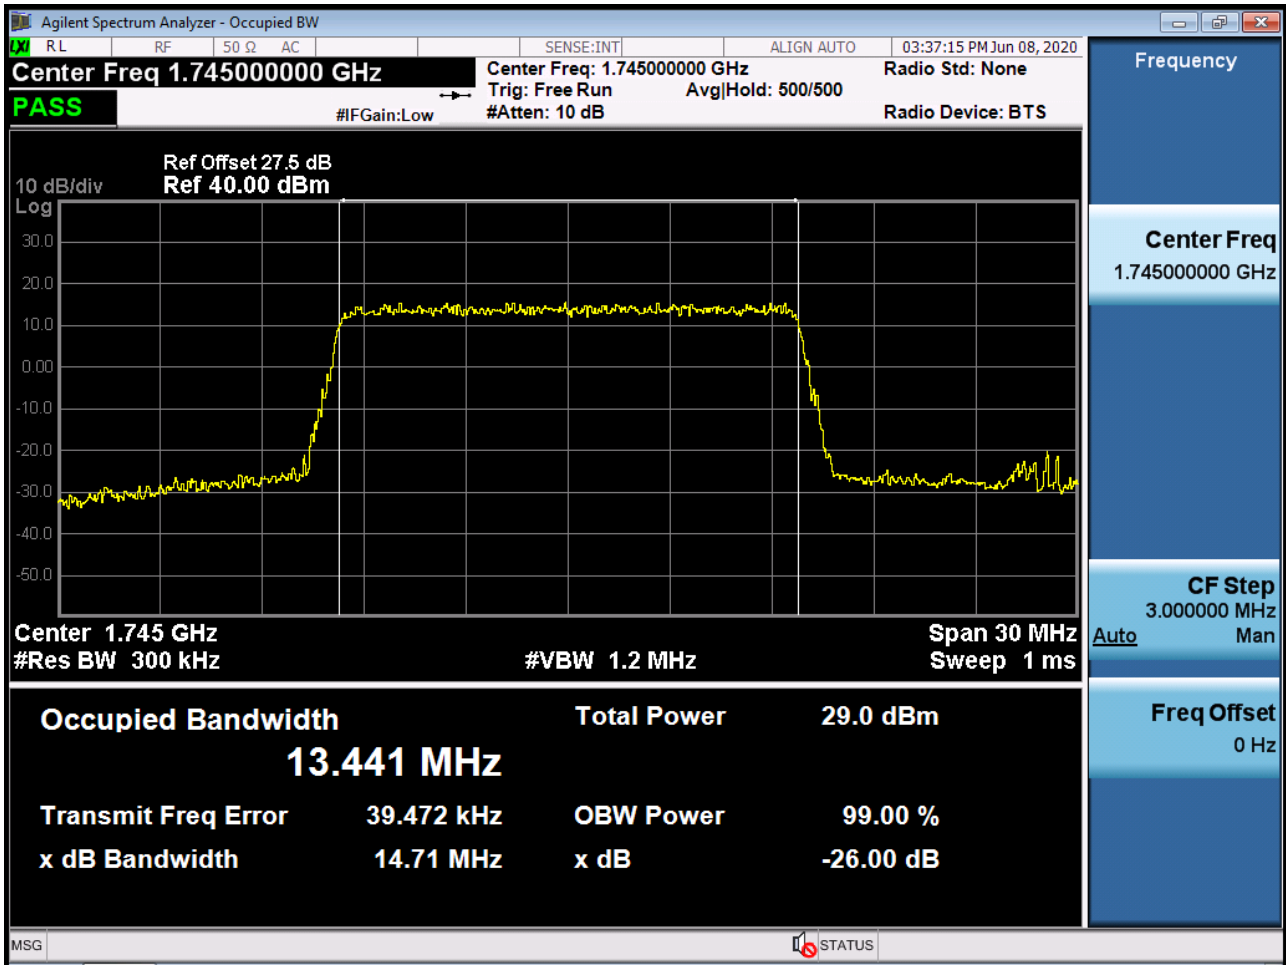 Agilent Spectrum Analyzer - Occupied BW
LXI RL RF 50 Ω AC SENSE:INT ALIGN AUTO 03:37:15 PM Jun 08, 2020
Center Freq 1.745000000 GHz
Center Freq: 1.745000000 GHz
Radio Std: None
Trig: Free Run
Avg|Hold: 500/500
PASS
#IFGain:Low
#Atten: 10 dB
Radio Device: BTS
Ref Offset 27.5 dB
10 dB/div
Ref 40.00 dBm
Log
30.0
20.0
10.0
0.00
-10.0
-20.0
-30.0
-40.0
-50.0
Center 1.745 GHz
Span 30 MHz
#Res BW 300 kHz
#VBW 1.2 MHz
Sweep 1 ms
Occupied Bandwidth
13.441 MHz
Total Power 29.0 dBm
Transmit Freq Error 39.472 kHz
OBW Power 99.00 %
x dB Bandwidth 14.71 MHz
x dB -26.00 dB
Frequency
Center Freq
1.745000000 GHz
CF Step
3.000000 MHz
Auto Man
Freq Offset
0 Hz
MSG
STATUS